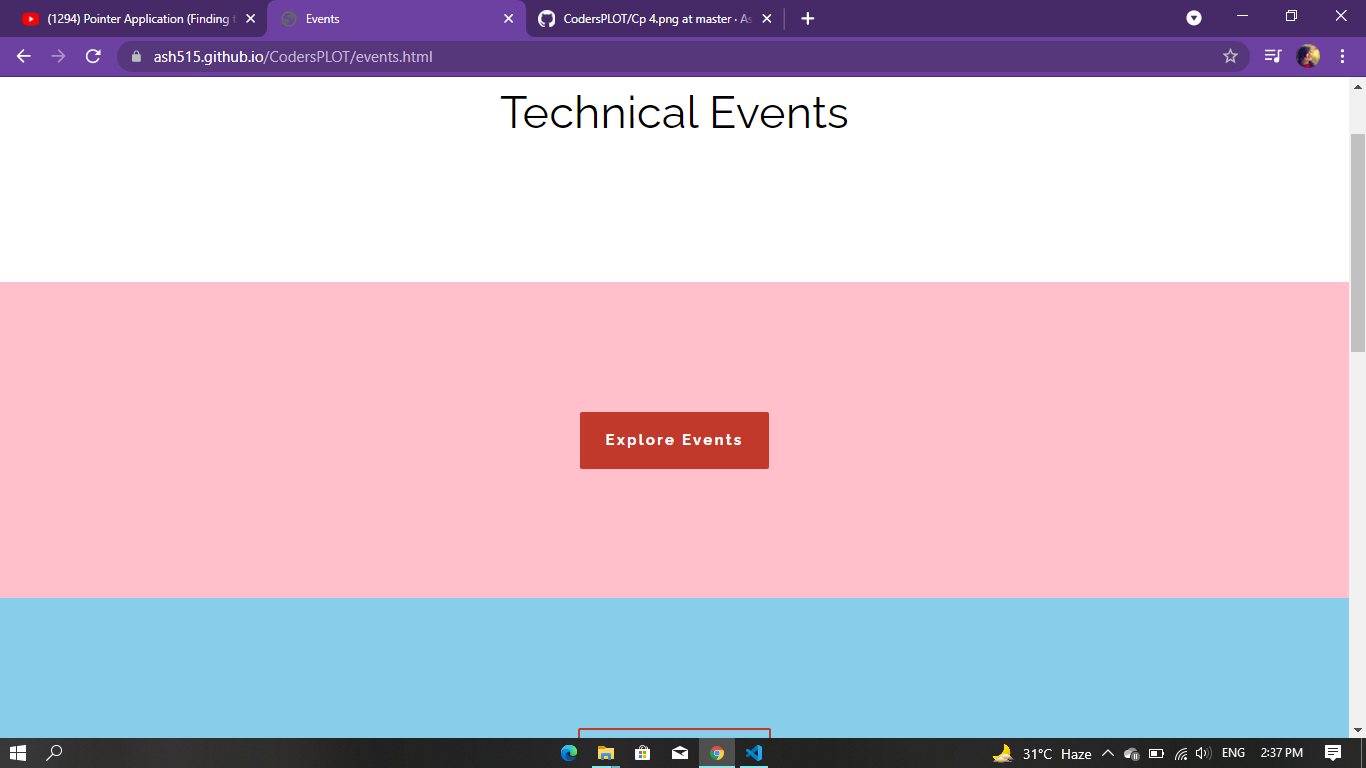 (1294) Pointer Application (Finding
Events
CodersPLOT/Cp 4.png at master · As
ash515.github.io/CodersPLOT/events.html
Technical Events
Explore Events
31°C Haze
ENG
2:37 PM